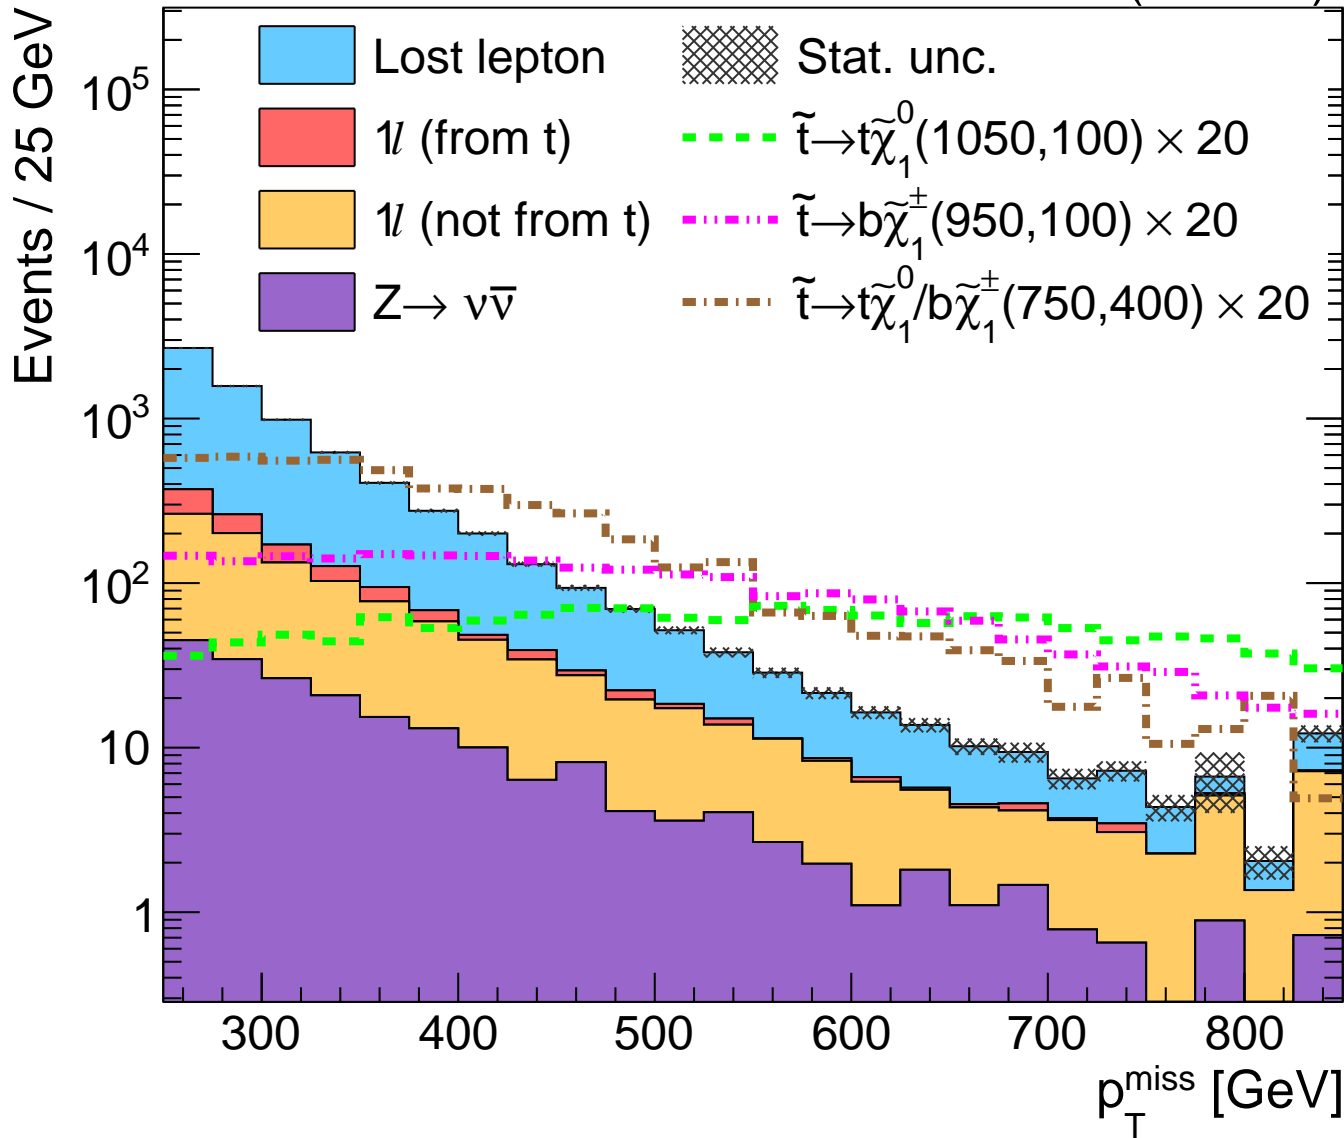 Events / 25 GeV
Lost lepton
1l (from t)
1l (not from t)
Z→ νν̄
Stat. unc.
t̃→tχ̃₁⁰(1050,100) × 20
t̃→bχ̃₁±(950,100) × 20
t̃→tχ̃₁⁰/bχ̃₁±(750,400) × 20
10⁵
10⁴
10³
10²
10
1
300 400 500 600 700 800
p_T^miss [GeV]